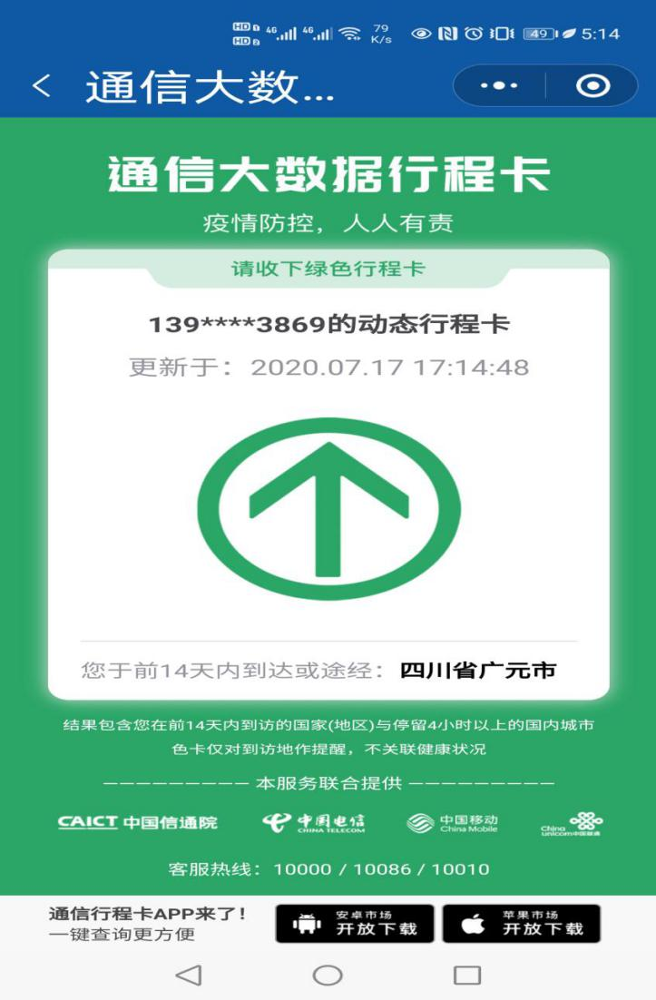 HD 1 4G 4G 79 49 5:14
HD 2 K/s
通信大数...
通信大数据行程卡
疫情防控，人人有责
请收下绿色行程卡
139****3869的动态行程卡
更新于：2020.07.17 17:14:48
您于前14天内到达或途经：四川省广元市
结果包含您在前14天内到访的国家(地区)与停留4小时以上的国内城市
色卡仅对到访地作提醒，不关联健康状况
本服务联合提供
CAICT 中国信通院 中国电信 CHINA TELECOM 中国移动 China Mobile China unicom中国联通
客服热线：10000 / 10086 / 10010
通信行程卡APP来了！
一键查询更方便
安卓市场
开放下载
苹果市场
开放下载